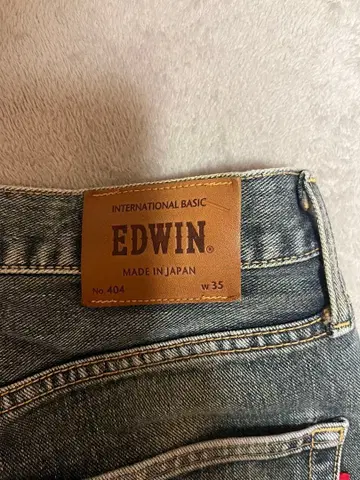 INTERNATIONAL BASIC
EDWIN®
MADE IN JAPAN
No. 404 W 35